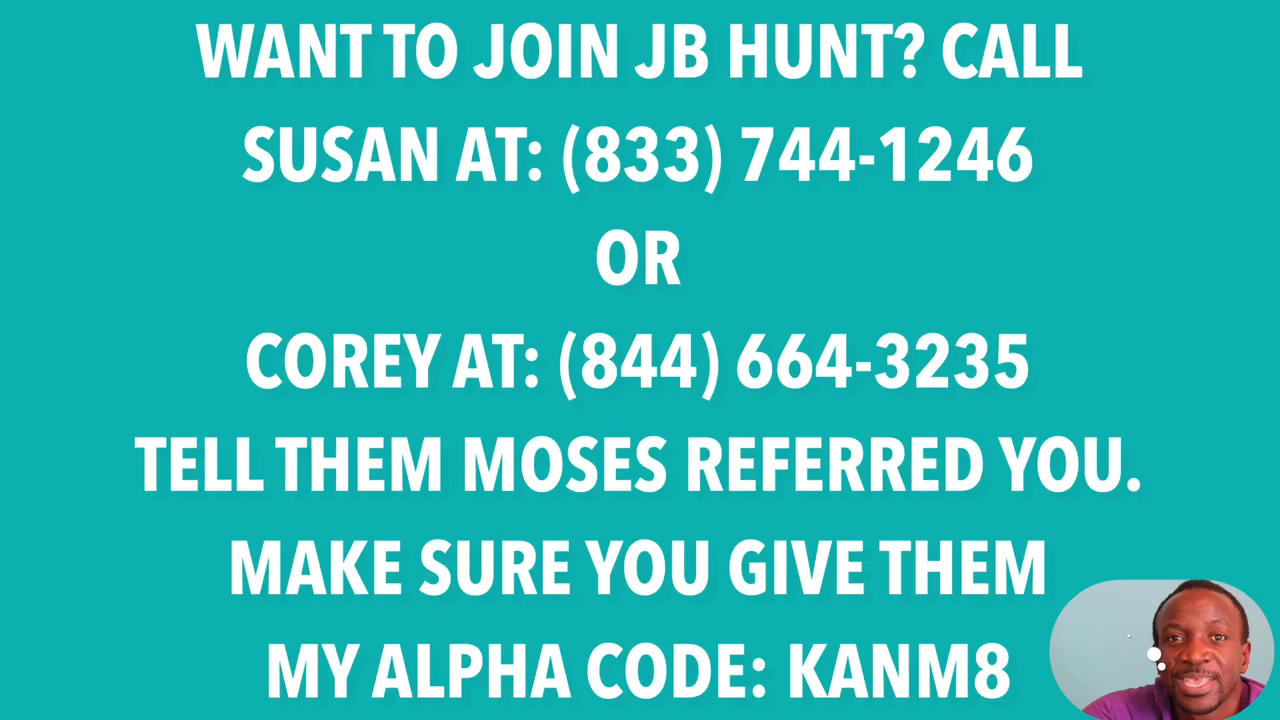 WANT TO JOIN JB HUNT? CALL
SUSAN AT: (833) 744-1246
OR
COREY AT: (844) 664-3235
TELL THEM MOSES REFERRED YOU.
MAKE SURE YOU GIVE THEM
MY ALPHA CODE: KANM8